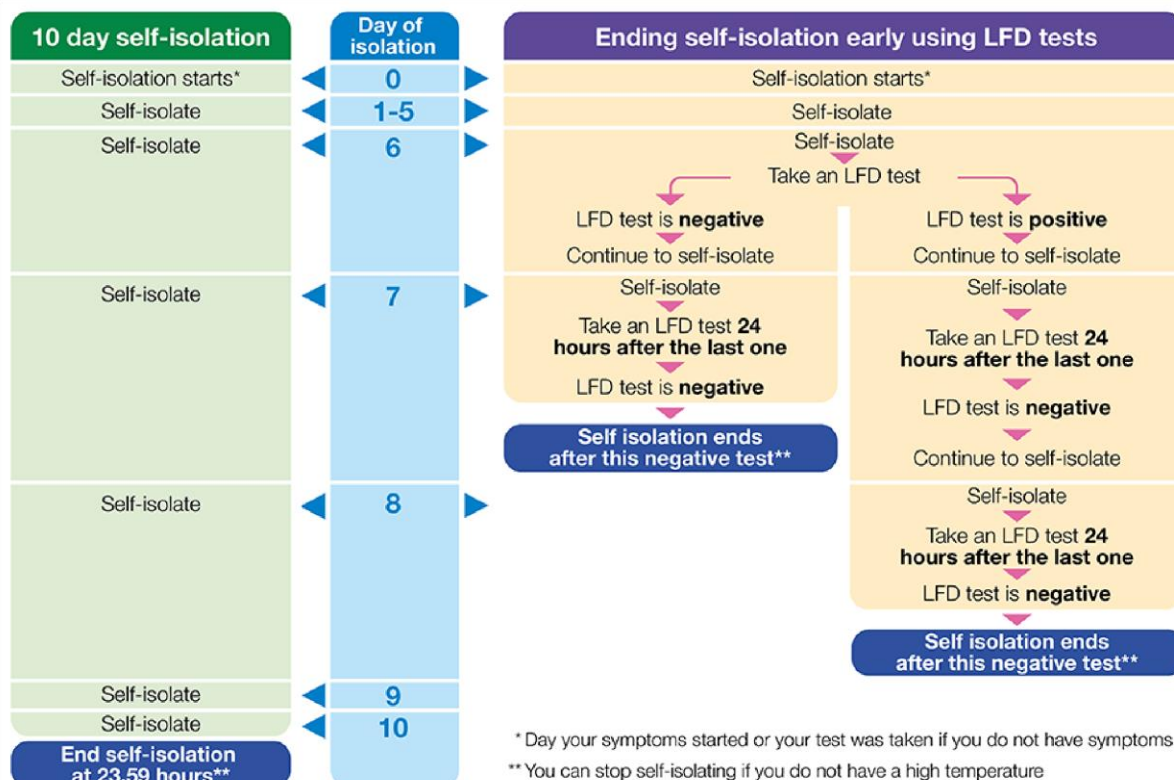 10 day self-isolation
Day of
isolation
Ending self-isolation early using LFD tests
Self-isolation starts*
0
Self-isolation starts*
Self-isolate
1-5
Self-isolate
Self-isolate
6
Self-isolate
Take an LFD test
LFD test is negative
LFD test is positive
Continue to self-isolate
Continue to self-isolate
Self-isolate
7
Self-isolate
Self-isolate
Take an LFD test 24
hours after the last one
Take an LFD test 24
hours after the last one
LFD test is negative
LFD test is negative
Self isolation ends
after this negative test**
Continue to self-isolate
Self-isolate
8
Self-isolate
Take an LFD test 24
hours after the last one
LFD test is negative
Self isolation ends
after this negative test**
Self-isolate
9
Self-isolate
10
End self-isolation
at 23.59 hours**
* Day your symptoms started or your test was taken if you do not have symptoms
** You can stop self-isolating if you do not have a high temperature